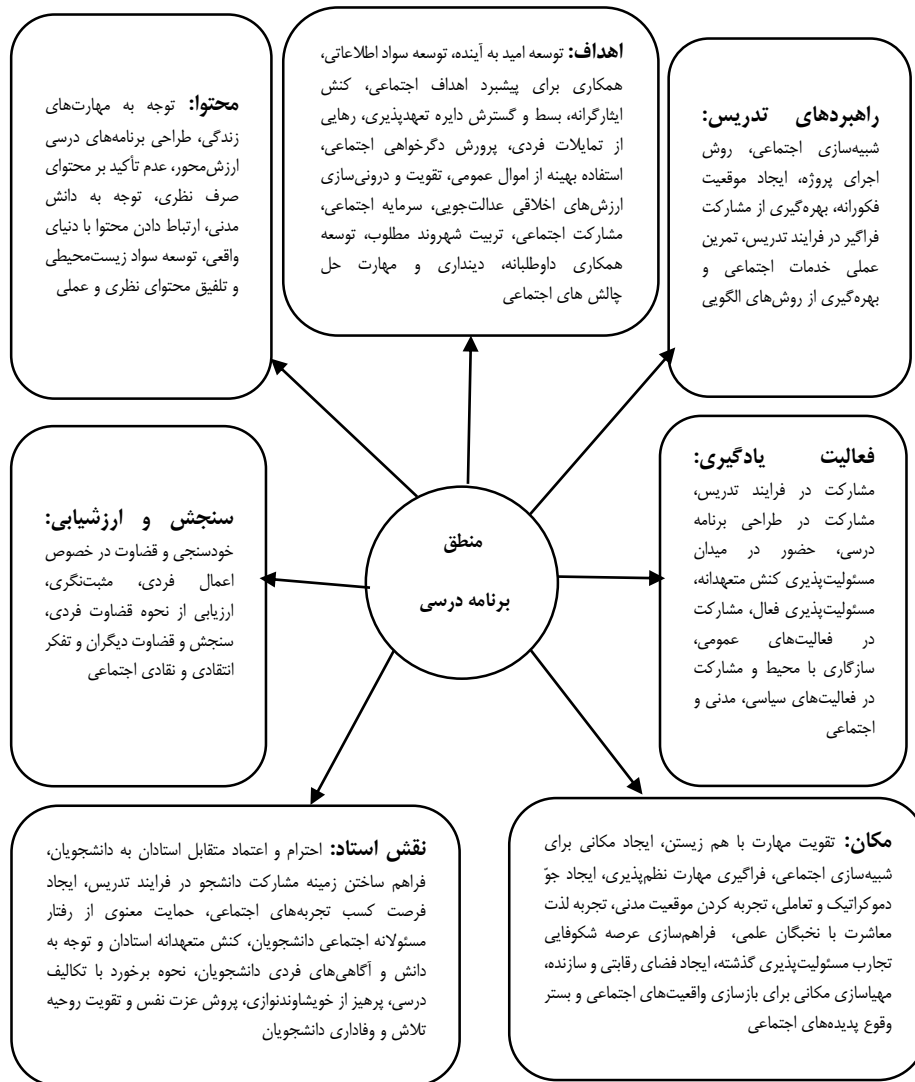 اهداف: توسعه امید به آینده، توسعه سواد اطلاعاتی،
همکاری برای پیشبرد اهداف اجتماعی، کنش
ایثارگرانه، بسط و گسترش دایره تعهدپذیری، رهایی
از تمایلات فردی، پرورش دگرخواهی اجتماعی،
استفاده بهینه از اموال عمومی، تقویت و درونی‌سازی
ارزش‌های اخلاقی عدالت‌جویی، سرمایه اجتماعی،
مشارکت اجتماعی، تربیت شهروند مطلوب، توسعه
همکاری داوطلبانه، دینداری و مهارت حل
چالش های اجتماعی
راهبردهای تدریس:
شبیه‌سازی اجتماعی، روش
اجرای پروژه، ایجاد موقعیت
فکورانه، بهره‌گیری از مشارکت
فراگیر در فرایند تدریس، تمرین
عملی خدمات اجتماعی و
بهره‌گیری از روش‌های الگویی
محتوا: توجه به مهارت‌های
زندگی، طراحی برنامه‌های درسی
ارزش‌محور، عدم تأکید بر محتوای
صرف نظری، توجه به دانش
مدنی، ارتباط دادن محتوا با دنیای
واقعی، توسعه سواد زیست‌محیطی
و تلفیق محتوای نظری و عملی
فعالیت یادگیری:
مشارکت در فرایند تدریس،
مشارکت در طراحی برنامه
درسی، حضور در میدان
مسئولیت‌پذیری کنش متعهدانه،
مسئولیت‌پذیری فعال، مشارکت
در فعالیت‌های عمومی،
سازگاری با محیط و مشارکت
در فعالیت‌های سیاسی، مدنی و
اجتماعی
منطق
برنامه درسی
سنجش و ارزشیابی:
خودسنجی و قضاوت در خصوص
اعمال فردی، مثبت‌نگری،
ارزیابی از نحوه قضاوت فردی،
سنجش و قضاوت دیگران و تفکر
انتقادی و نقادی اجتماعی
مکان: تقویت مهارت با هم زیستن، ایجاد مکانی برای
شبیه‌سازی اجتماعی، فراگیری مهارت نظم‌پذیری، ایجاد جوّ
دموکراتیک و تعاملی، تجربه کردن موقعیت مدنی، تجربه لذت
معاشرت با نخبگان علمی، فراهم‌سازی عرصه شکوفایی
تجارب مسئولیت‌پذیری گذشته، ایجاد فضای رقابتی و سازنده،
مهیاسازی مکانی برای بازسازی واقعیت‌های اجتماعی و بستر
وقوع پدیده‌های اجتماعی
نقش استاد: احترام و اعتماد متقابل استادان به دانشجویان،
فراهم ساختن زمینه مشارکت دانشجو در فرایند تدریس، ایجاد
فرصت کسب تجربه‌های اجتماعی، حمایت معنوی از رفتار
مسئولانه اجتماعی دانشجویان، کنش متعهدانه استادان و توجه به
دانش و آگاهی‌های فردی دانشجویان، نحوه برخورد با تکالیف
درسی، پرهیز از خویشاوندنوازی، پروش عزت نفس و تقویت روحیه
تلاش و وفاداری دانشجویان